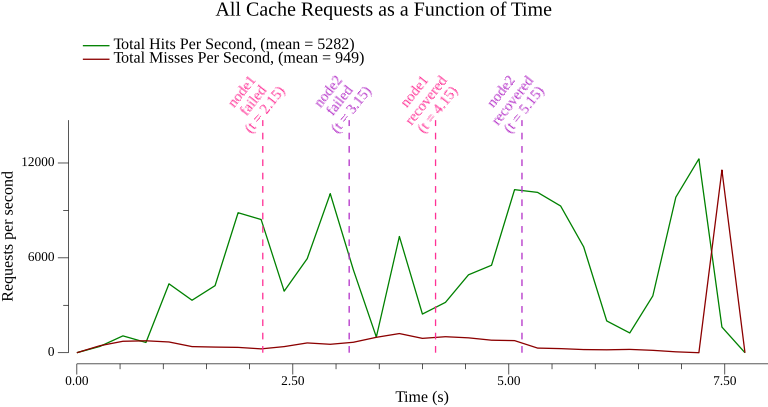 All Cache Requests as a Function of Time
Total Hits Per Second, (mean = 5282)
Total Misses Per Second, (mean = 949)
node1
failed
(t = 2.15)
node2
failed
(t = 3.15)
node1
recovered
(t = 4.15)
node2
recovered
(t = 5.15)
Requests per second
12000
6000
0
0.00
2.50
5.00
7.50
Time (s)